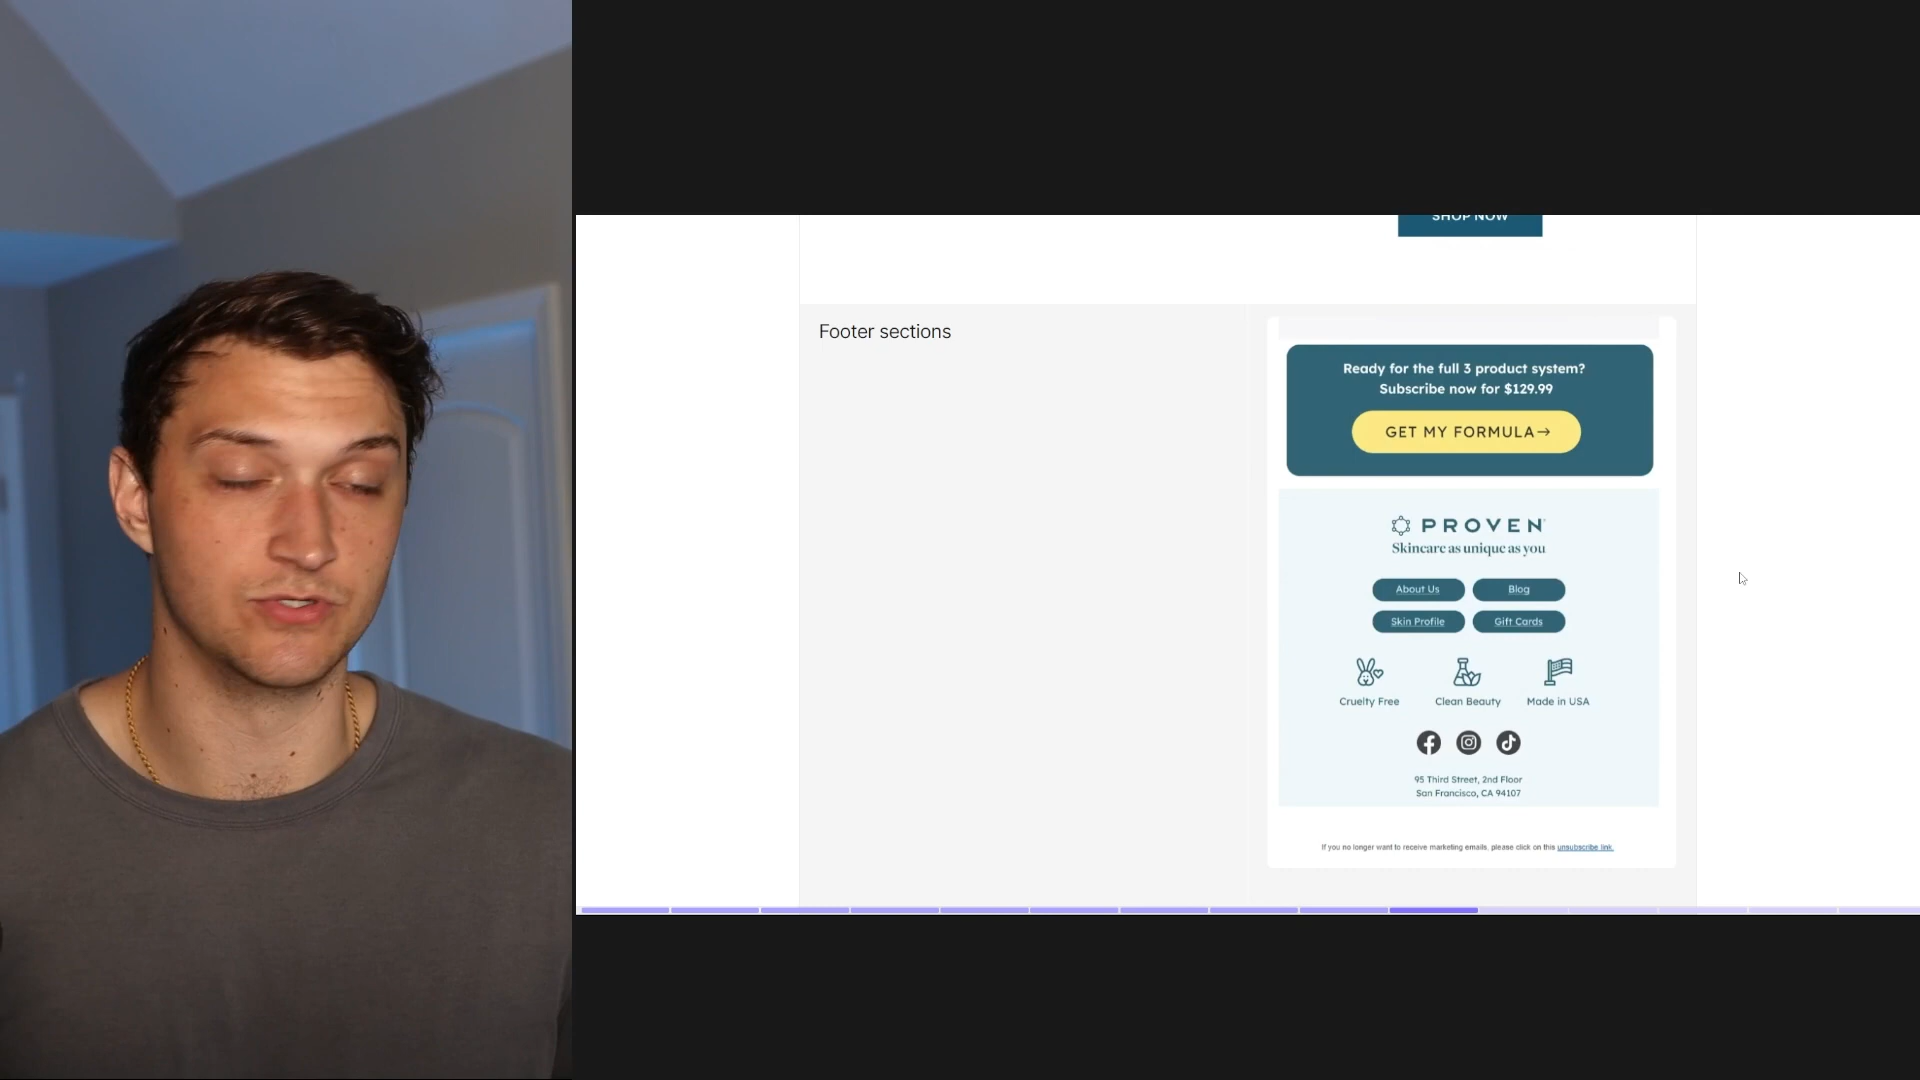 SHOP NOW
Footer sections
Ready for the full 3 product system?
Subscribe now for $129.99
GET MY FORMULA→
PROVEN
Skincare as unique as you
About Us
Blog
Skin Profile
Gift Cards
Cruelty Free
Clean Beauty
Made in USA
95 Third Street, 2nd Floor
San Francisco, CA 94107
If you no longer want to receive marketing emails, please click on this unsubscribe link.